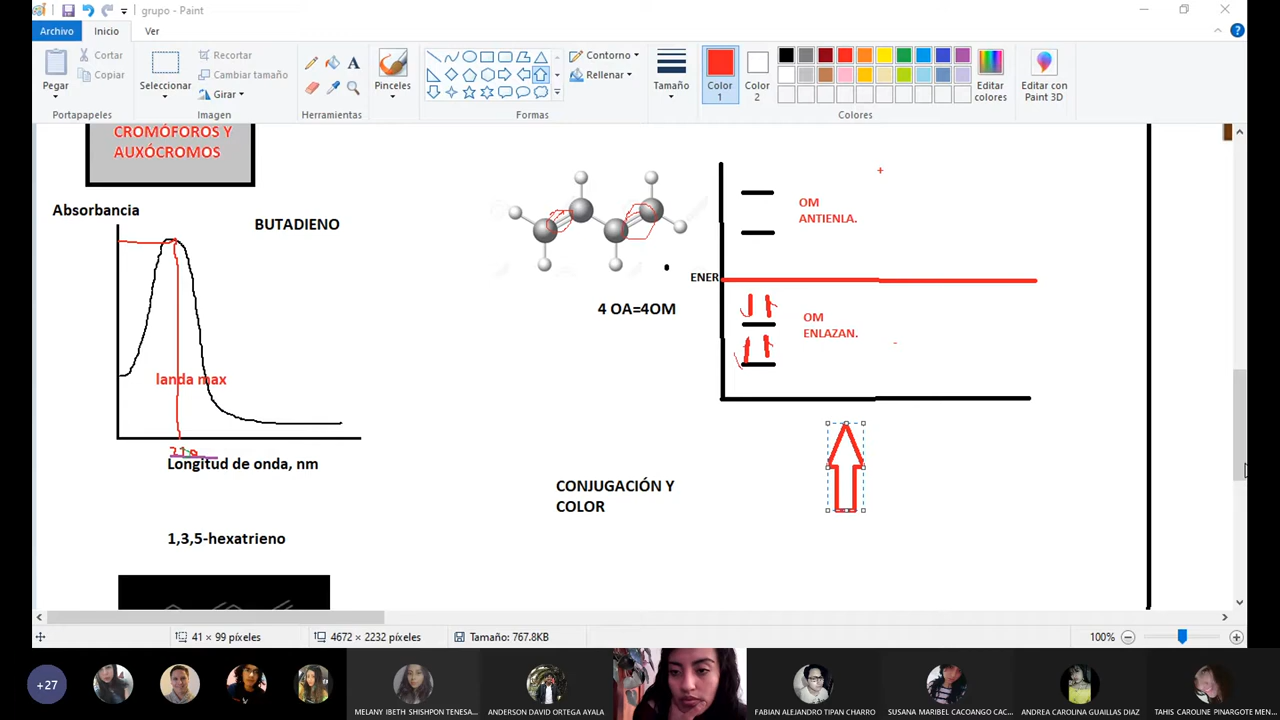 grupo - Paint
Archivo
Inicio
Ver
Pegar
Cortar
Copiar
Portapapeles
Seleccionar
Recortar
Cambiar tamaño
Girar
Imagen
Herramientas
Pinceles
Contorno
Rellenar
Formas
Tamaño
Color
1
Color
2
Editar
colores
Editar con
Paint 3D
Colores
CROMÓFOROS Y
AUXÓCROMOS
Absorbancia
BUTADIENO
landa max
Longitud de onda, nm
1,3,5-hexatrieno
4 OA=4OM
ENER
OM
ANTIENLA.
OM
ENLAZAN.
CONJUGACIÓN Y
COLOR
41 × 99 píxeles
4672 × 2232 píxeles
Tamaño: 767.8KB
100%
+27
MELANY IBETH SHISHPON TENESA...
ANDERSON DAVID ORTEGA AYALA
FABIAN ALEJANDRO TIPAN CHARRO
SUSANA MARIBEL CACOANGO CAC...
ANDREA CAROLINA GUAILLAS DIAZ
TAHIS CAROLINE PINARGOTE MEN...